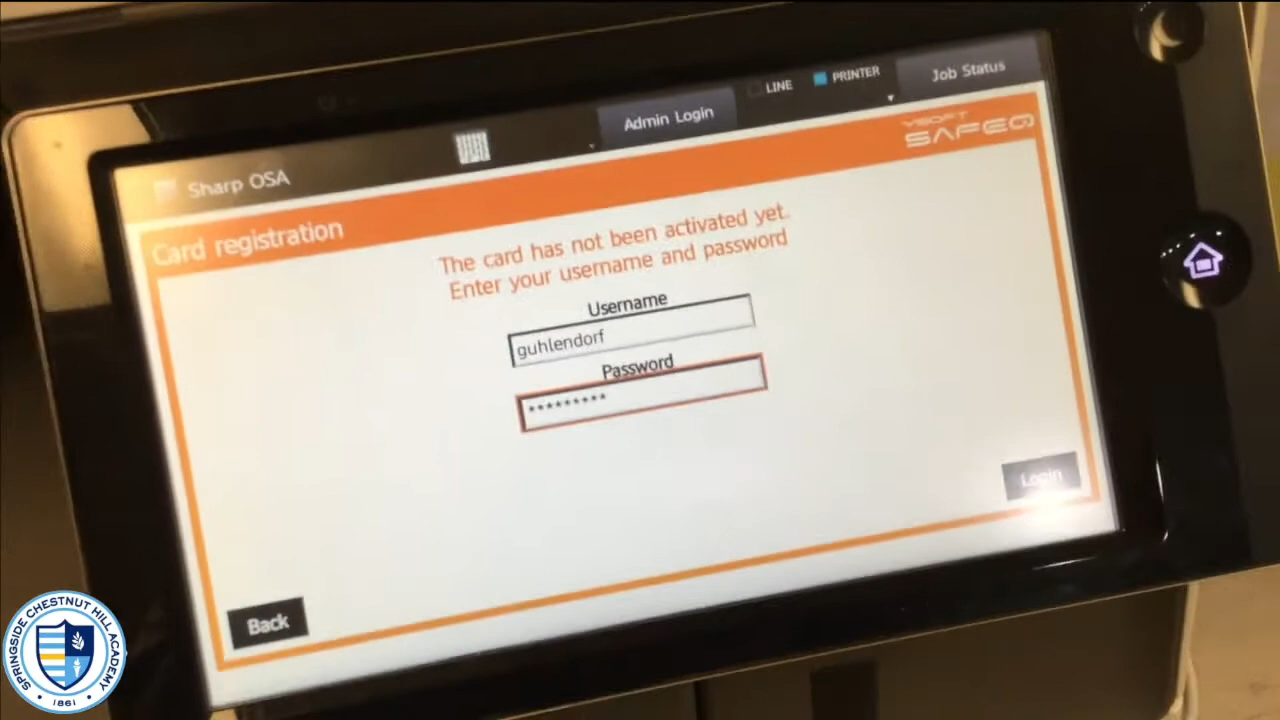 LINE
PRINTER
Job Status
Admin Login
Sharp OSA
YSOFT
SAFEQ
Card registration
The card has not been activated yet.
Enter your username and password
Username
guhlendorf
Password
*********
Login
Back
SPRINGSIDE CHESTNUT HILL ACADEMY
• 1861 •